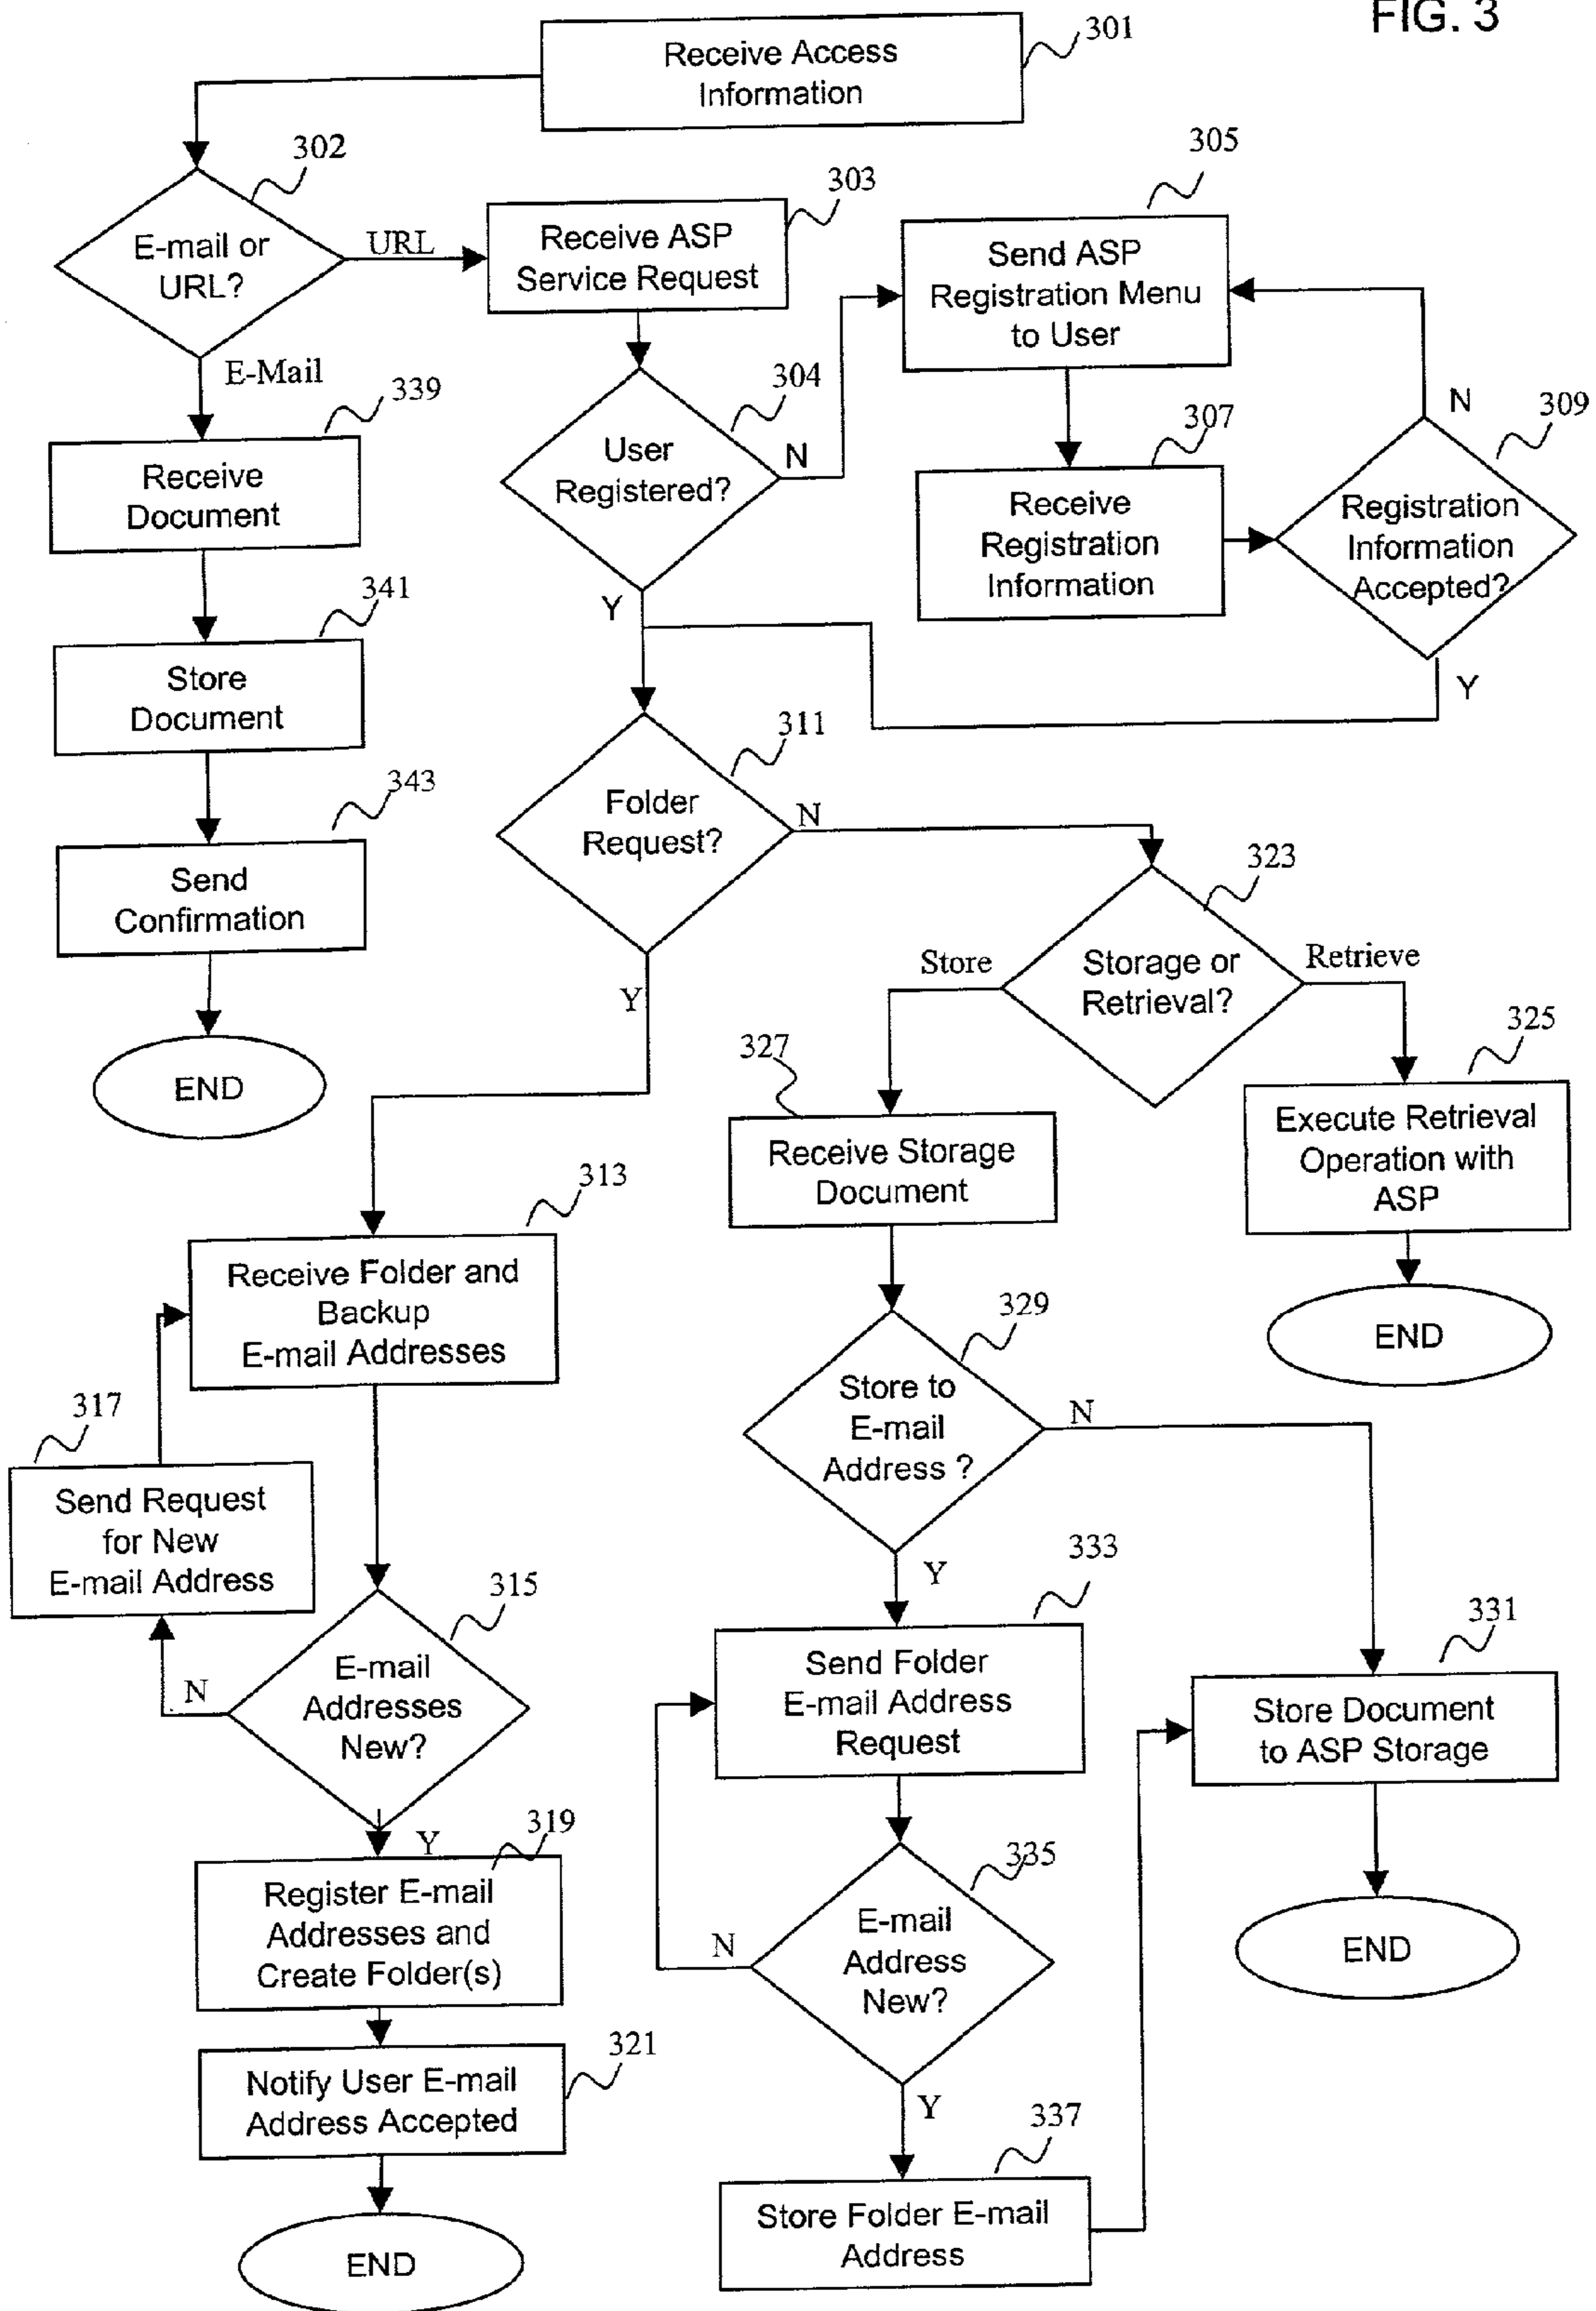 FIG. 3
Receive Access
Information
301
302
E-mail or
URL?
URL
E-Mail
303
Receive ASP
Service Request
305
Send ASP
Registration Menu
to User
304
User
Registered?
N
Y
307
Receive
Registration
Information
309
Registration
Information
Accepted?
N
Y
339
Receive
Document
341
Store
Document
343
Send
Confirmation
END
311
Folder
Request?
N
Y
323
Storage or
Retrieval?
Store
Retrieve
325
Execute Retrieval
Operation with
ASP
END
327
Receive Storage
Document
313
Receive Folder and
Backup
E-mail Addresses
317
Send Request
for New
E-mail Address
315
E-mail
Addresses
New?
N
Y
319
Register E-mail
Addresses and
Create Folder(s)
321
Notify User E-mail
Address Accepted
END
329
Store to
E-mail
Address ?
N
Y
333
Send Folder
E-mail Address
Request
331
Store Document
to ASP Storage
END
335
E-mail
Address
New?
N
Y
337
Store Folder E-mail
Address